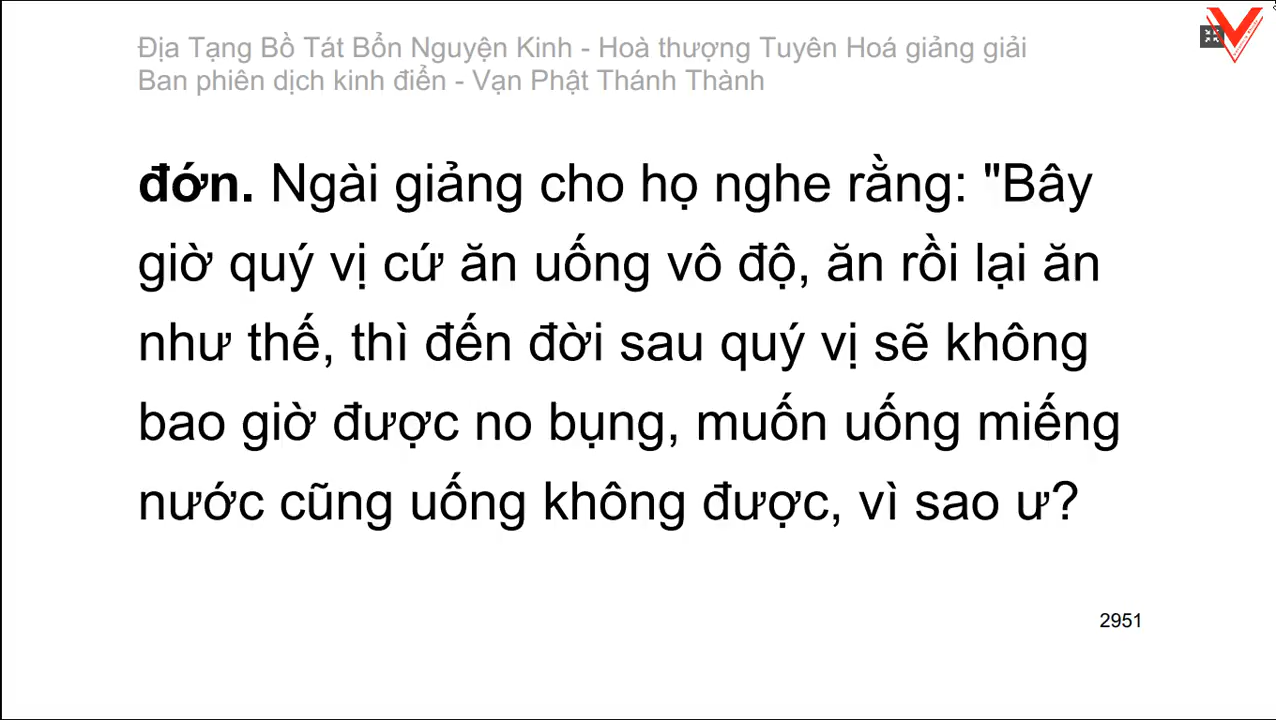 Địa Tạng Bồ Tát Bổn Nguyện Kinh - Hoà thượng Tuyên Hoá giảng giải
Ban phiên dịch kinh điển - Vạn Phật Thánh Thành
đớn. Ngài giảng cho họ nghe rằng: "Bây
giờ quý vị cứ ăn uống vô độ, ăn rồi lại ăn
như thế, thì đến đời sau quý vị sẽ không
bao giờ được no bụng, muốn uống miếng
nước cũng uống không được, vì sao ư?
2951